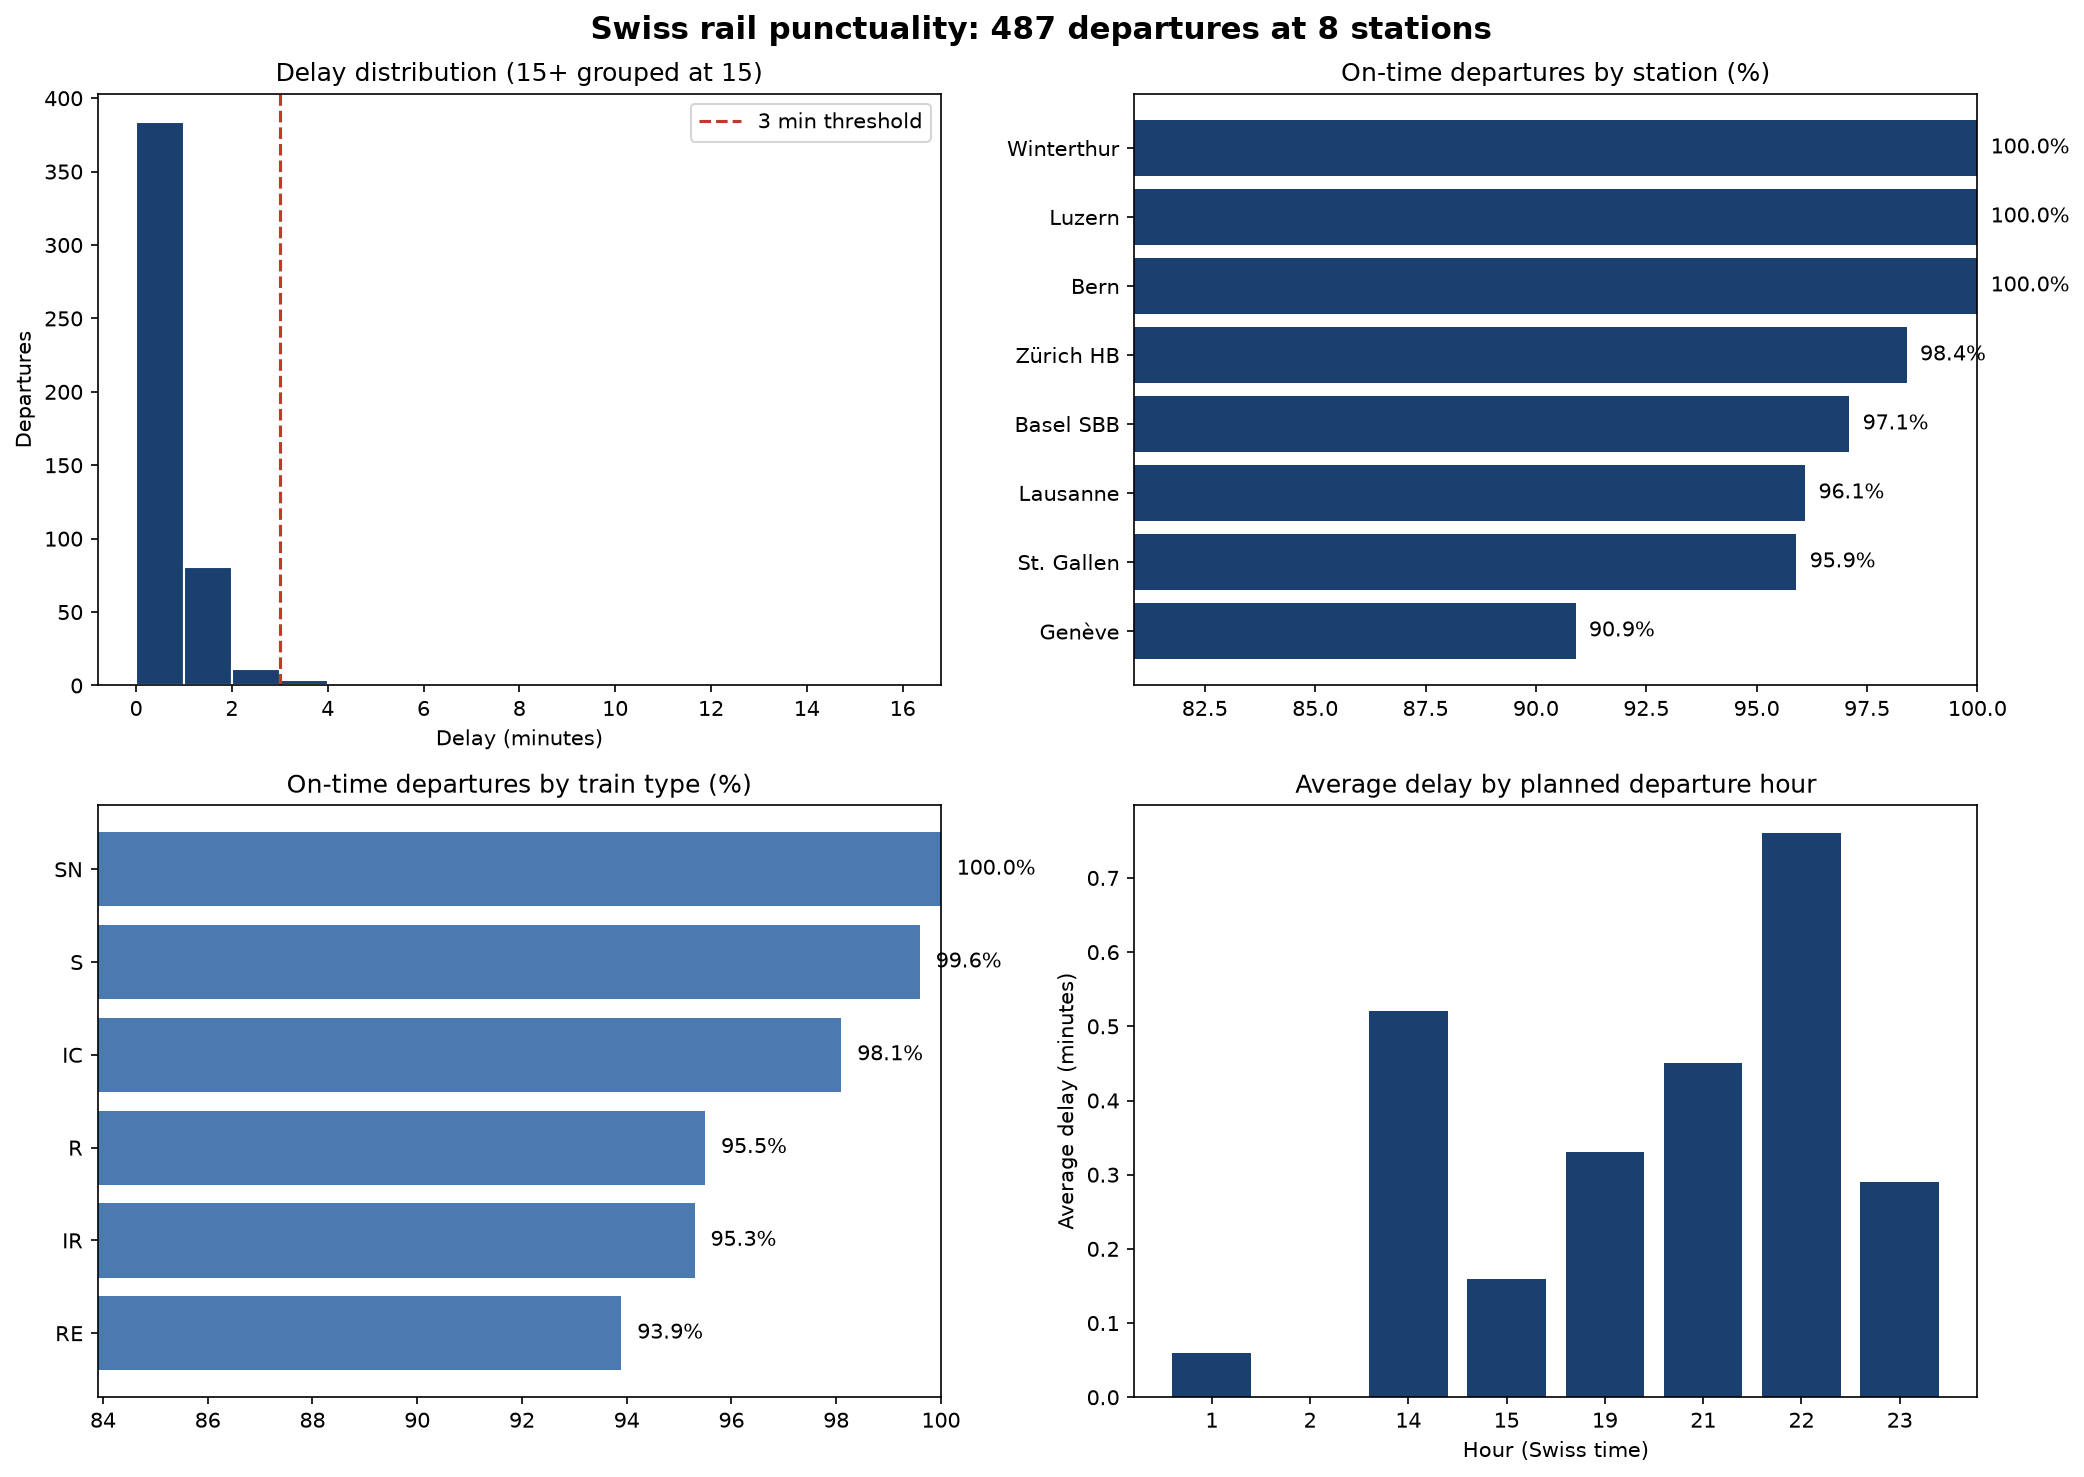 Swiss rail punctuality: 487 departures at 8 stations
Delay distribution (15+ grouped at 15)
400
350
300
250
200
150
100
50
0
Departures
3 min threshold
0 2 4 6 8 10 12 14 16
Delay (minutes)
On-time departures by station (%)
Winterthur 100.0%
Luzern 100.0%
Bern 100.0%
Zürich HB 98.4%
Basel SBB 97.1%
Lausanne 96.1%
St. Gallen 95.9%
Genève 90.9%
82.5 85.0 87.5 90.0 92.5 95.0 97.5 100.0
On-time departures by train type (%)
SN 100.0%
S 99.6%
IC 98.1%
R 95.5%
IR 95.3%
RE 93.9%
84 86 88 90 92 94 96 98 100
Average delay by planned departure hour
0.7
0.6
0.5
0.4
0.3
0.2
0.1
0.0
Average delay (minutes)
1 2 14 15 19 21 22 23
Hour (Swiss time)